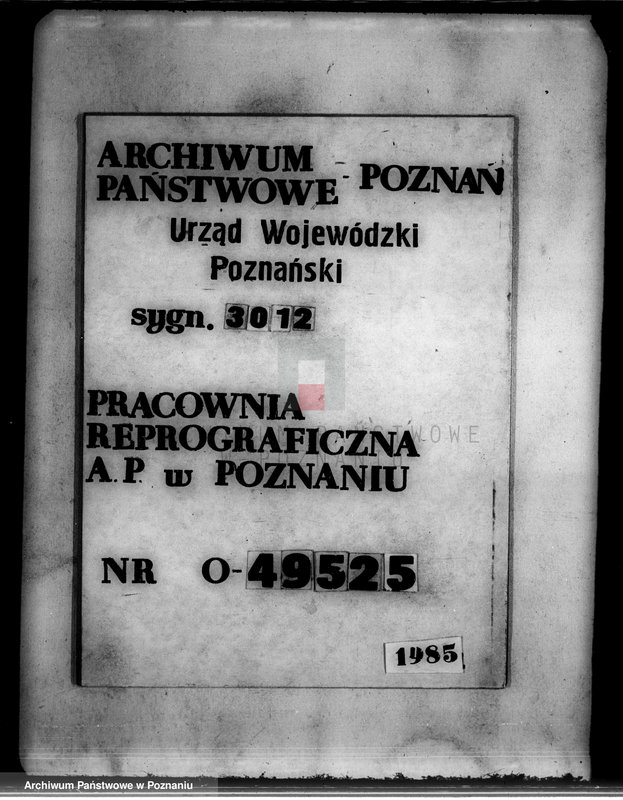 ARCHIWUM
PAŃSTWOWE - POZNAŃ
Urząd Wojewódzki
Poznański
sygn. 3012
PRACOWNIA
REPROGRAFICZNA
A.P. w POZNANIU
NR O-49525
1985
Archiwum Państwowe w Poznaniu